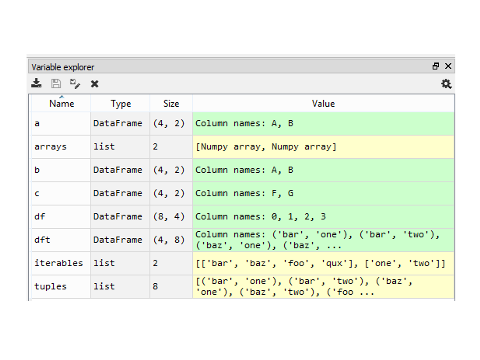 Variable explorer
Name Type Size Value
a DataFrame (4, 2) Column names: A, B
arrays list 2 [Numpy array, Numpy array]
b DataFrame (4, 2) Column names: A, B
c DataFrame (4, 2) Column names: F, G
df DataFrame (8, 4) Column names: 0, 1, 2, 3
dft DataFrame (4, 8) Column names: ('bar', 'one'), ('bar', 'two'),
('baz', 'one'), ('baz', ...
iterables list 2 [['bar', 'baz', 'foo', 'qux'], ['one', 'two']]
tuples list 8 [('bar', 'one'), ('bar', 'two'), ('baz',
'one'), ('baz', 'two'), ('foo ...